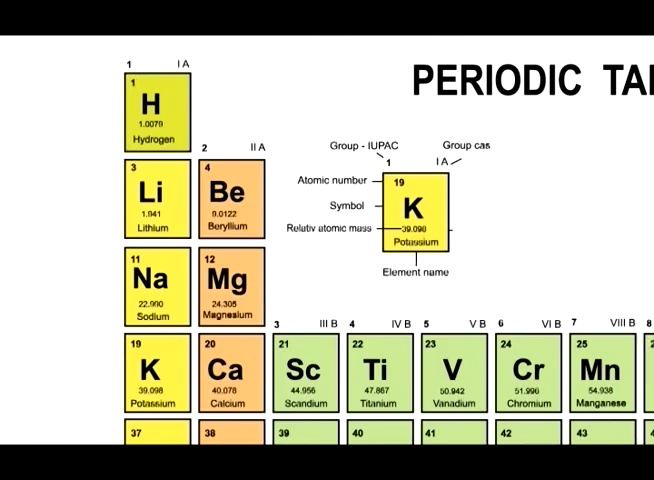 PERIODIC TA
1 IA
1
H
1.0079
Hydrogen
2 IIA
Group - IUPAC
Group cas
1 IA
Atomic number
Symbol
Relativ atomic mass
19
K
39.098
Potassium
Element name
3
Li
1.941
Lithium
4
Be
9.0122
Beryllium
11
Na
22.990
Sodium
12
Mg
24.305
Magnesium
3 III B
4 IV B
5 V B
6 VI B
7 VIII B
8
19
K
39.098
Potassium
20
Ca
40.078
Calcium
21
Sc
44.956
Scandium
22
Ti
47.867
Titanium
23
V
50.942
Vanadium
24
Cr
51.996
Chromium
25
Mn
54.938
Manganese
37
38
39
40
41
42
43